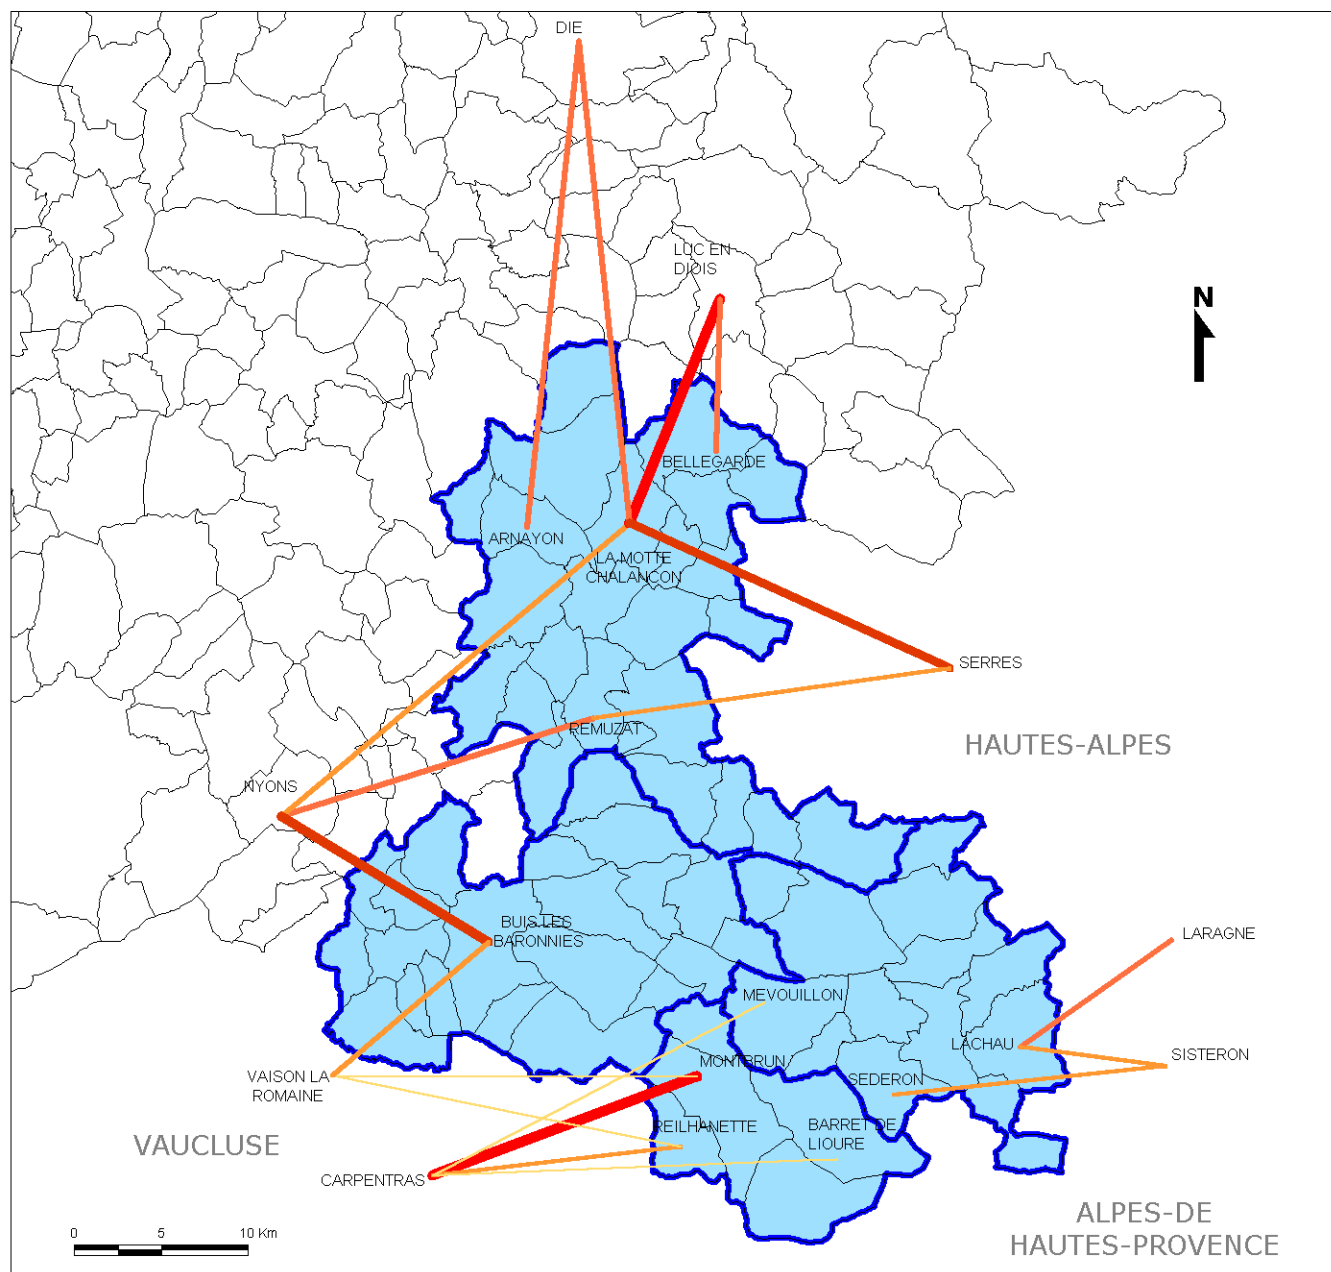 DIE
LUC EN
DIOIS
N
BELLEGARDE
ARNAYON
LA MOTTE
CHALANCON
SERRES
REMUZAT
HAUTES-ALPES
NYONS
BUIS LES
BARONNIES
LARAGNE
MEVOUILLON
LACHAU
SISTERON
MONTBRUN
SEDERON
VAISON LA
ROMAINE
REILHANETTE
BARRET DE
LIOURE
VAUCLUSE
CARPENTRAS
ALPES-DE
HAUTES-PROVENCE
0 5 10 Km